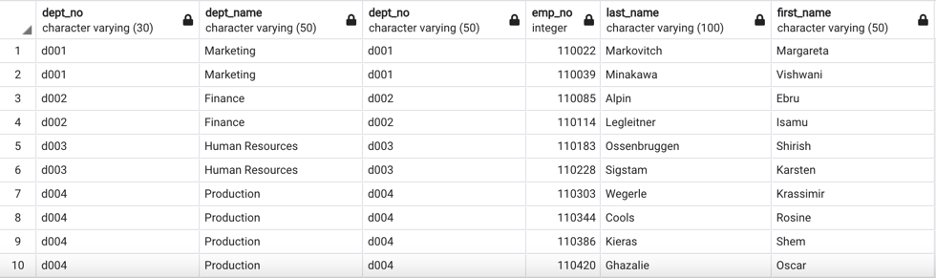 dept_no dept_name dept_no emp_no last_name first_name
character varying (30) character varying (50) character varying (50) integer character varying (100) character varying (50)
1 d001 Marketing d001 110022 Markovitch Margareta
2 d001 Marketing d001 110039 Minakawa Vishwani
3 d002 Finance d002 110085 Alpin Ebru
4 d002 Finance d002 110114 Legleitner Isamu
5 d003 Human Resources d003 110183 Ossenbruggen Shirish
6 d003 Human Resources d003 110228 Sigstam Karsten
7 d004 Production d004 110303 Wegerle Krassimir
8 d004 Production d004 110344 Cools Rosine
9 d004 Production d004 110386 Kieras Shem
10 d004 Production d004 110420 Ghazalie Oscar